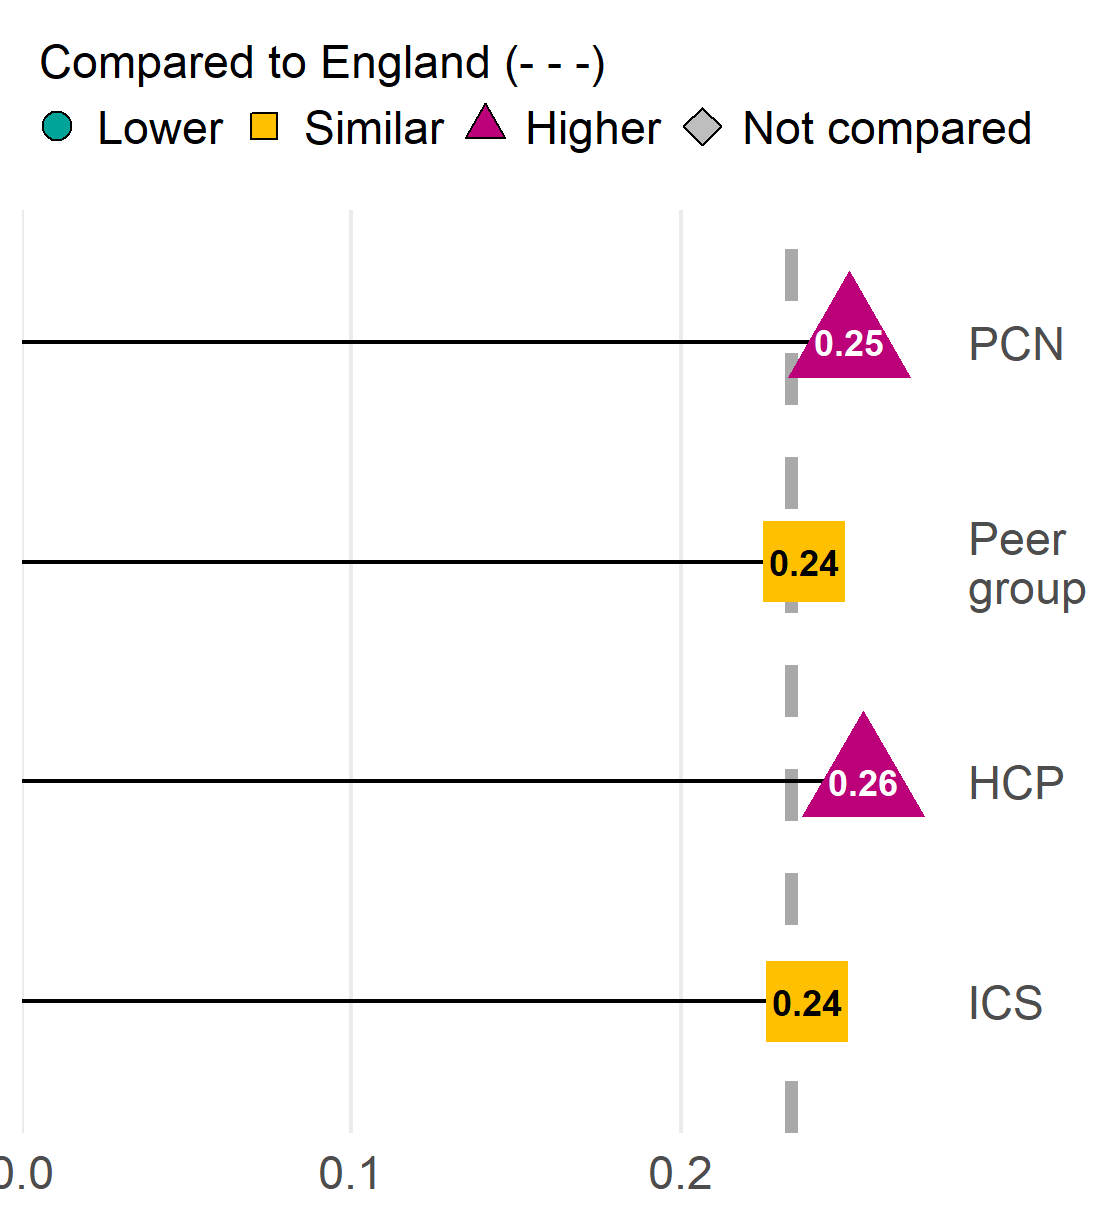 Compared to England (- - -)
Lower Similar Higher Not compared
0.25 PCN
Peer
0.24
group
0.26 HCP
0.24 ICS
0.0 0.1 0.2